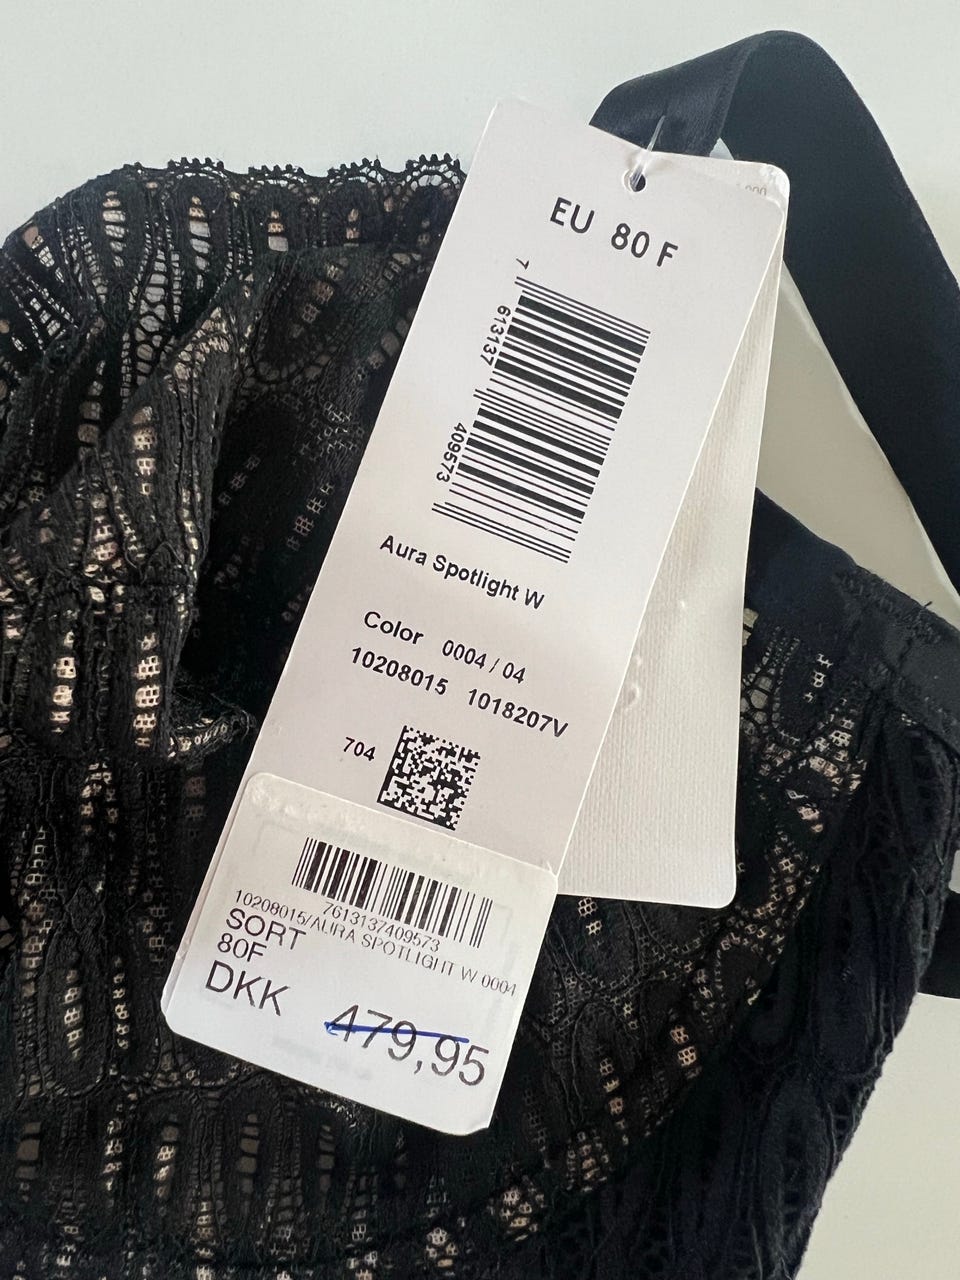 EU 80 F
7 613137 409573
Aura Spotlight W
Color 0004 / 04
10208015 1018207V
704
7613137409573
10208015/AURA SPOTLIGHT W 0004
SORT
80F
DKK 479,95